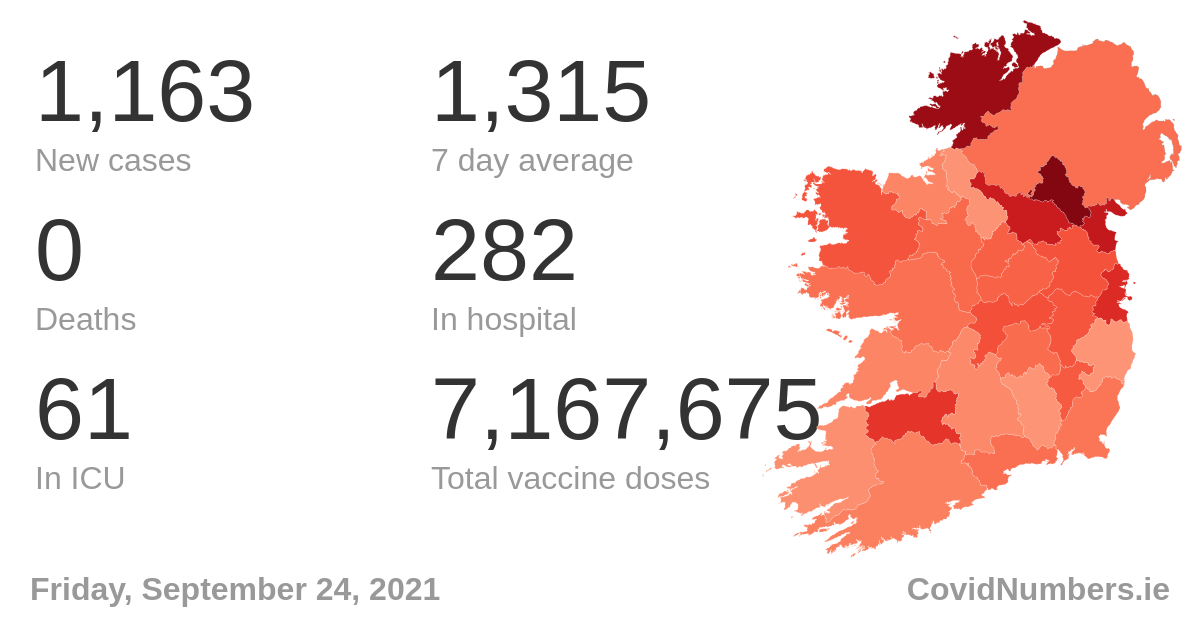 1,163
New cases
1,315
7 day average
0
Deaths
282
In hospital
61
In ICU
7,167,675
Total vaccine doses
Friday, September 24, 2021
CovidNumbers.ie